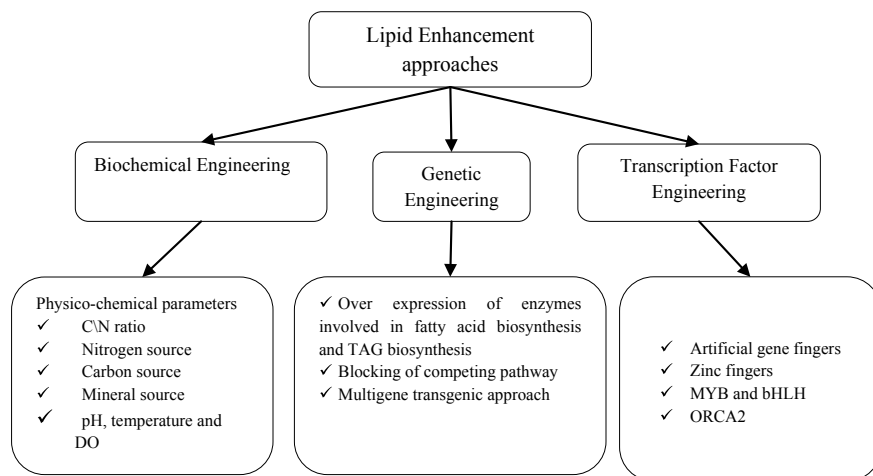 Lipid Enhancement
approaches
Biochemical Engineering
Genetic
Engineering
Transcription Factor
Engineering
Physico-chemical parameters
✓ C\N ratio
✓ Nitrogen source
✓ Carbon source
✓ Mineral source
✓ pH, temperature and
DO
✓ Over expression of enzymes
involved in fatty acid biosynthesis
and TAG biosynthesis
✓ Blocking of competing pathway
✓ Multigene transgenic approach
✓ Artificial gene fingers
✓ Zinc fingers
✓ MYB and bHLH
✓ ORCA2